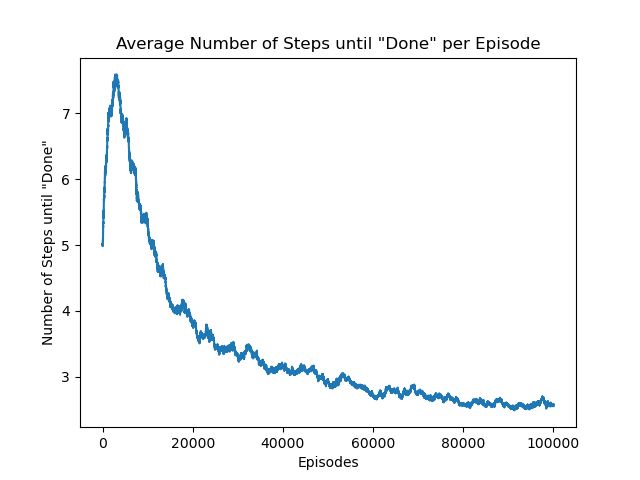 Average Number of Steps until "Done" per Episode
7
6
5
4
3
Number of Steps until "Done"
0 20000 40000 60000 80000 100000
Episodes